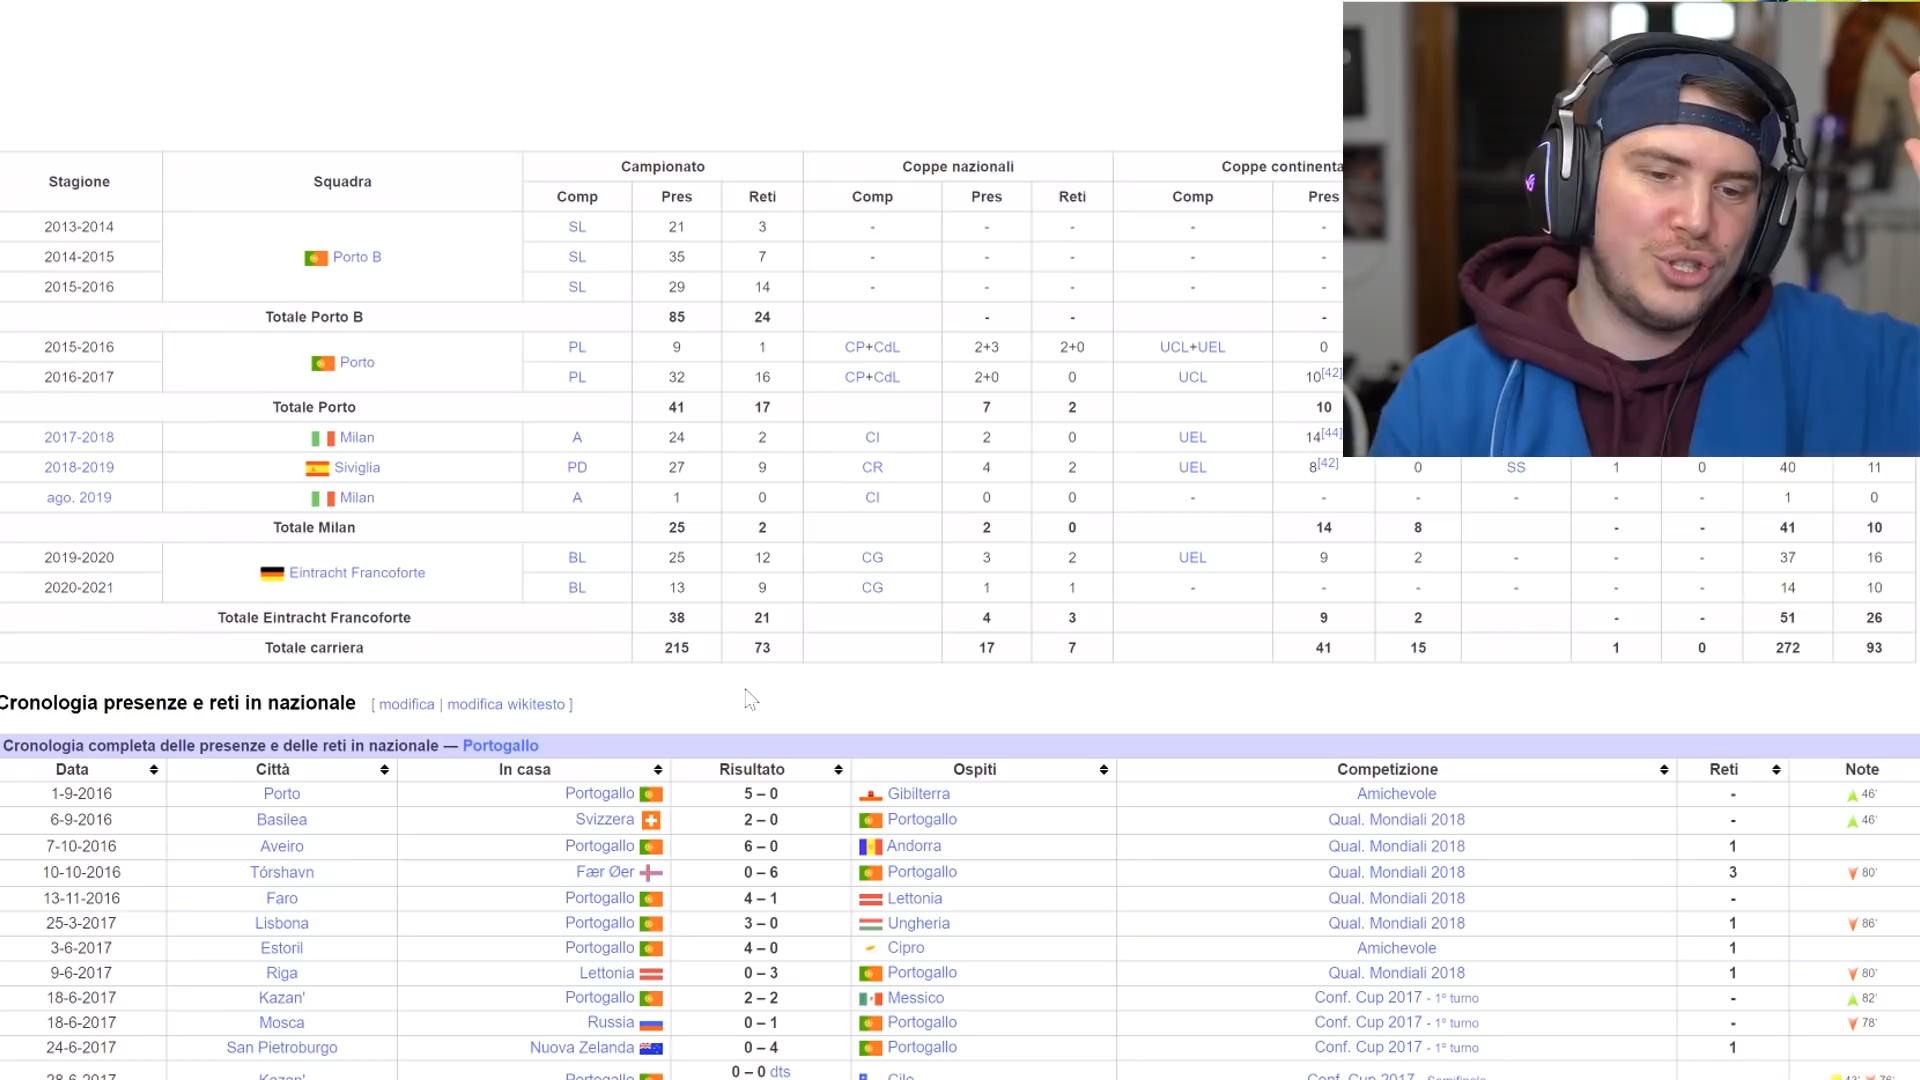 Stagione Squadra Campionato Coppe nazionali Coppe continenta
Comp Pres Reti Comp Pres Reti Comp Pres
2013-2014 SL 21 3 - - - - -
2014-2015 Porto B SL 35 7 - - - - -
2015-2016 SL 29 14 - - - - -
Totale Porto B 85 24 - - -
2015-2016 Porto PL 9 1 CP+CdL 2+3 2+0 UCL+UEL 0
2016-2017 PL 32 16 CP+CdL 2+0 0 UCL 10[42]
Totale Porto 41 17 7 2 10
2017-2018 Milan A 24 2 CI 2 0 UEL 14[44]
2018-2019 Siviglia PD 27 9 CR 4 2 UEL 8[42] 0 SS 1 0 40 11
ago. 2019 Milan A 1 0 CI 0 0 - - - - - - 1 0
Totale Milan 25 2 2 0 14 8 - - 41 10
2019-2020 Eintracht Francoforte BL 25 12 CG 3 2 UEL 9 2 - - - 37 16
2020-2021 BL 13 9 CG 1 1 - - - - - - 14 10
Totale Eintracht Francoforte 38 21 4 3 9 2 - - 51 26
Totale carriera 215 73 17 7 41 15 1 0 272 93
Cronologia presenze e reti in nazionale [ modifica | modifica wikitesto ]
Cronologia completa delle presenze e delle reti in nazionale — Portogallo
Data Città In casa Risultato Ospiti Competizione Reti Note
1-9-2016 Porto Portogallo 5 – 0 Gibilterra Amichevole - 46'
6-9-2016 Basilea Svizzera 2 – 0 Portogallo Qual. Mondiali 2018 - 46'
7-10-2016 Aveiro Portogallo 6 – 0 Andorra Qual. Mondiali 2018 1
10-10-2016 Tórshavn Fær Øer 0 – 6 Portogallo Qual. Mondiali 2018 3 80'
13-11-2016 Faro Portogallo 4 – 1 Lettonia Qual. Mondiali 2018 -
25-3-2017 Lisbona Portogallo 3 – 0 Ungheria Qual. Mondiali 2018 1 86'
3-6-2017 Estoril Portogallo 4 – 0 Cipro Amichevole 1
9-6-2017 Riga Lettonia 0 – 3 Portogallo Qual. Mondiali 2018 1 80'
18-6-2017 Kazan' Portogallo 2 – 2 Messico Conf. Cup 2017 - 1º turno - 82'
18-6-2017 Mosca Russia 0 – 1 Portogallo Conf. Cup 2017 - 1º turno - 78'
24-6-2017 San Pietroburgo Nuova Zelanda 0 – 4 Portogallo Conf. Cup 2017 - 1º turno 1
28-6-2017 Kazan' Portogallo 0 – 0 dts Cile Conf. Cup 2017 - Semifinale